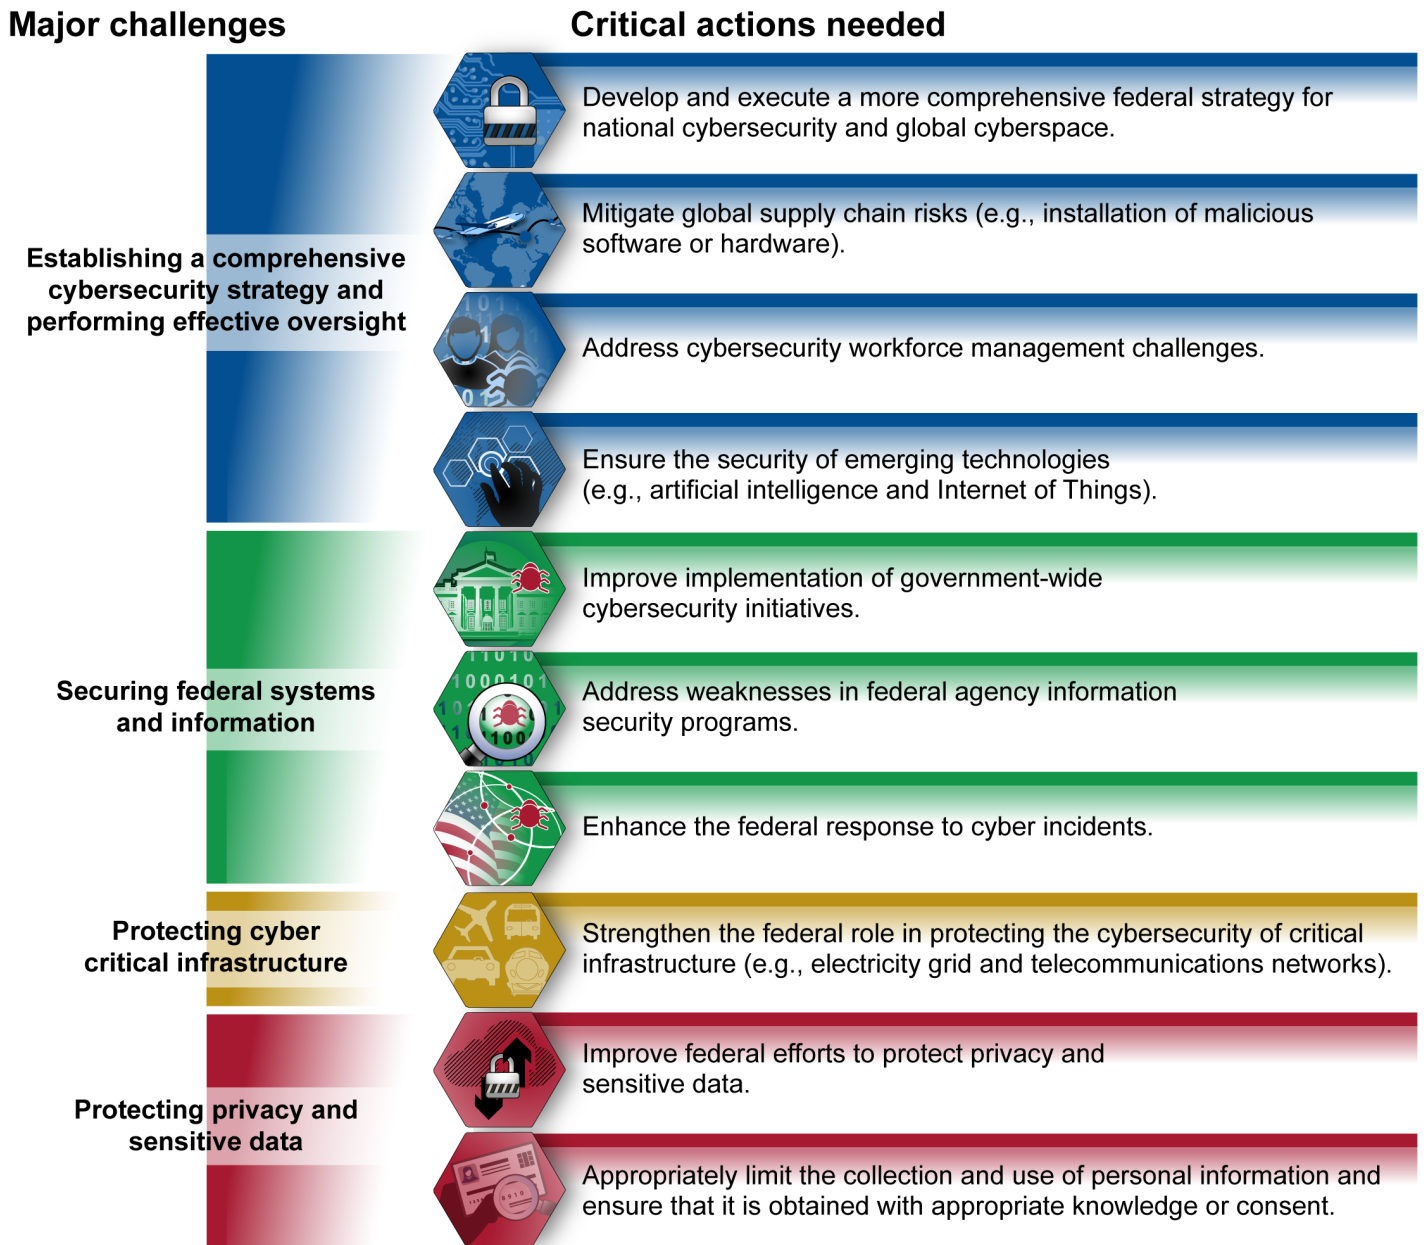 Major challenges
Critical actions needed
Establishing a comprehensive
cybersecurity strategy and
performing effective oversight
Develop and execute a more comprehensive federal strategy for
national cybersecurity and global cyberspace.
Mitigate global supply chain risks (e.g., installation of malicious
software or hardware).
Address cybersecurity workforce management challenges.
Ensure the security of emerging technologies
(e.g., artificial intelligence and Internet of Things).
Securing federal systems
and information
Improve implementation of government-wide
cybersecurity initiatives.
Address weaknesses in federal agency information
security programs.
Enhance the federal response to cyber incidents.
Protecting cyber
critical infrastructure
Strengthen the federal role in protecting the cybersecurity of critical
infrastructure (e.g., electricity grid and telecommunications networks).
Protecting privacy and
sensitive data
Improve federal efforts to protect privacy and
sensitive data.
Appropriately limit the collection and use of personal information and
ensure that it is obtained with appropriate knowledge or consent.